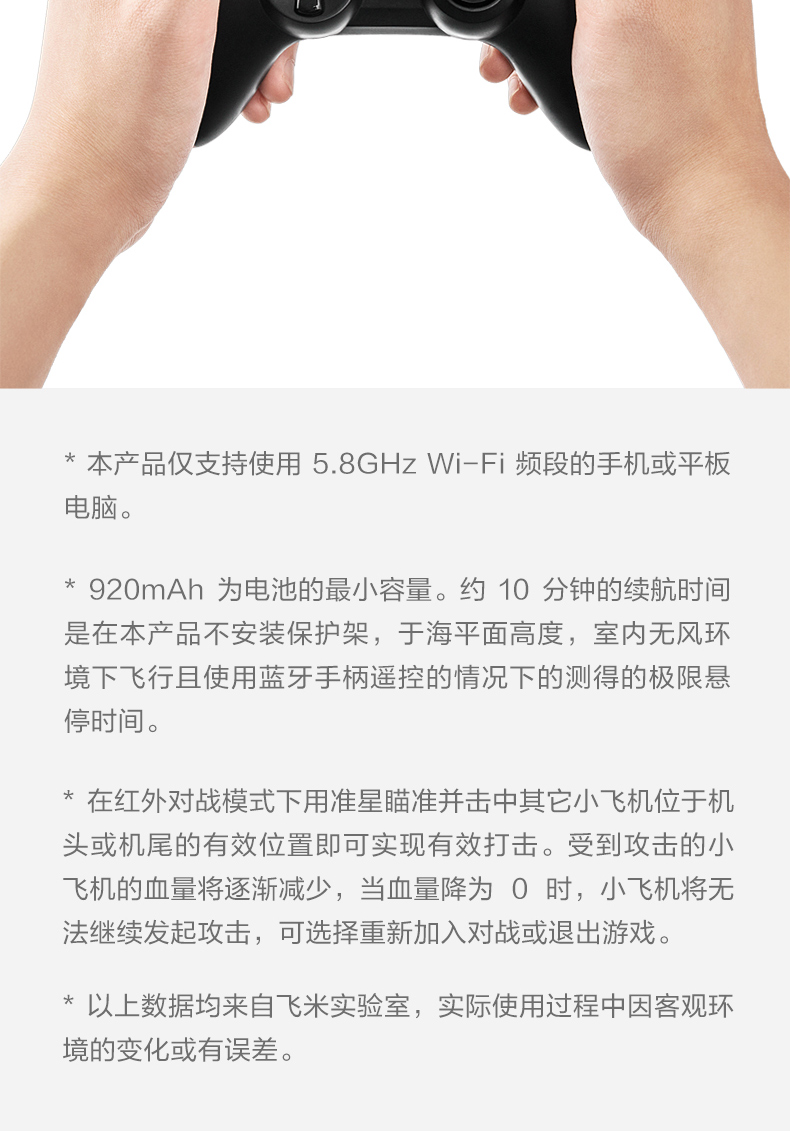 * 本产品仅支持使用 5.8GHz Wi-Fi 频段的手机或平板
电脑。
* 920mAh 为电池的最小容量。约 10 分钟的续航时间
是在本产品不安装保护架，于海平面高度，室内无风环
境下飞行且使用蓝牙手柄遥控的情况下的测得的极限悬
停时间。
* 在红外对战模式下用准星瞄准并击中其它小飞机位于机
头或机尾的有效位置即可实现有效打击。受到攻击的小
飞机的血量将逐渐减少，当血量降为 0 时，小飞机将无
法继续发起攻击，可选择重新加入对战或退出游戏。
* 以上数据均来自飞米实验室，实际使用过程中因客观环
境的变化或有误差。